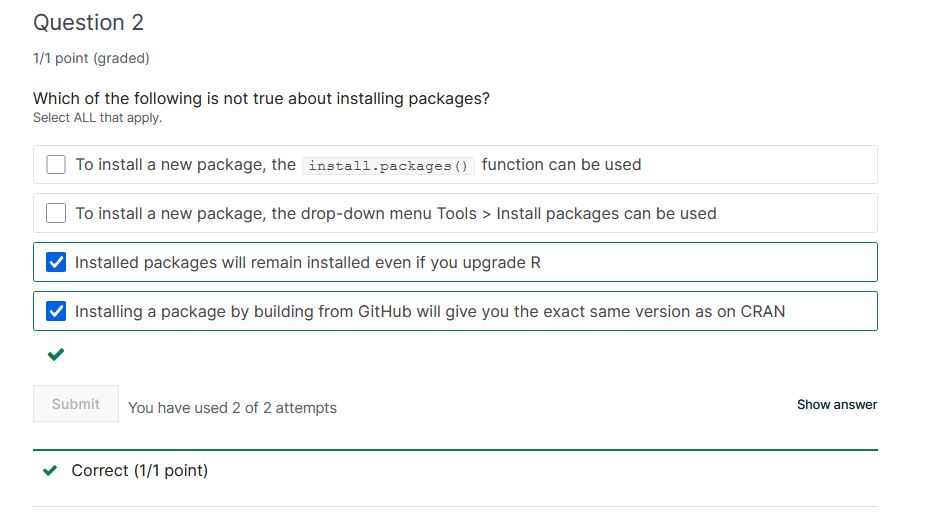 Question 2
1/1 point (graded)
Which of the following is not true about installing packages?
Select ALL that apply.
To install a new package, the install.packages() function can be used
To install a new package, the drop-down menu Tools > Install packages can be used
Installed packages will remain installed even if you upgrade R
Installing a package by building from GitHub will give you the exact same version as on CRAN
Submit You have used 2 of 2 attempts Show answer
Correct (1/1 point)